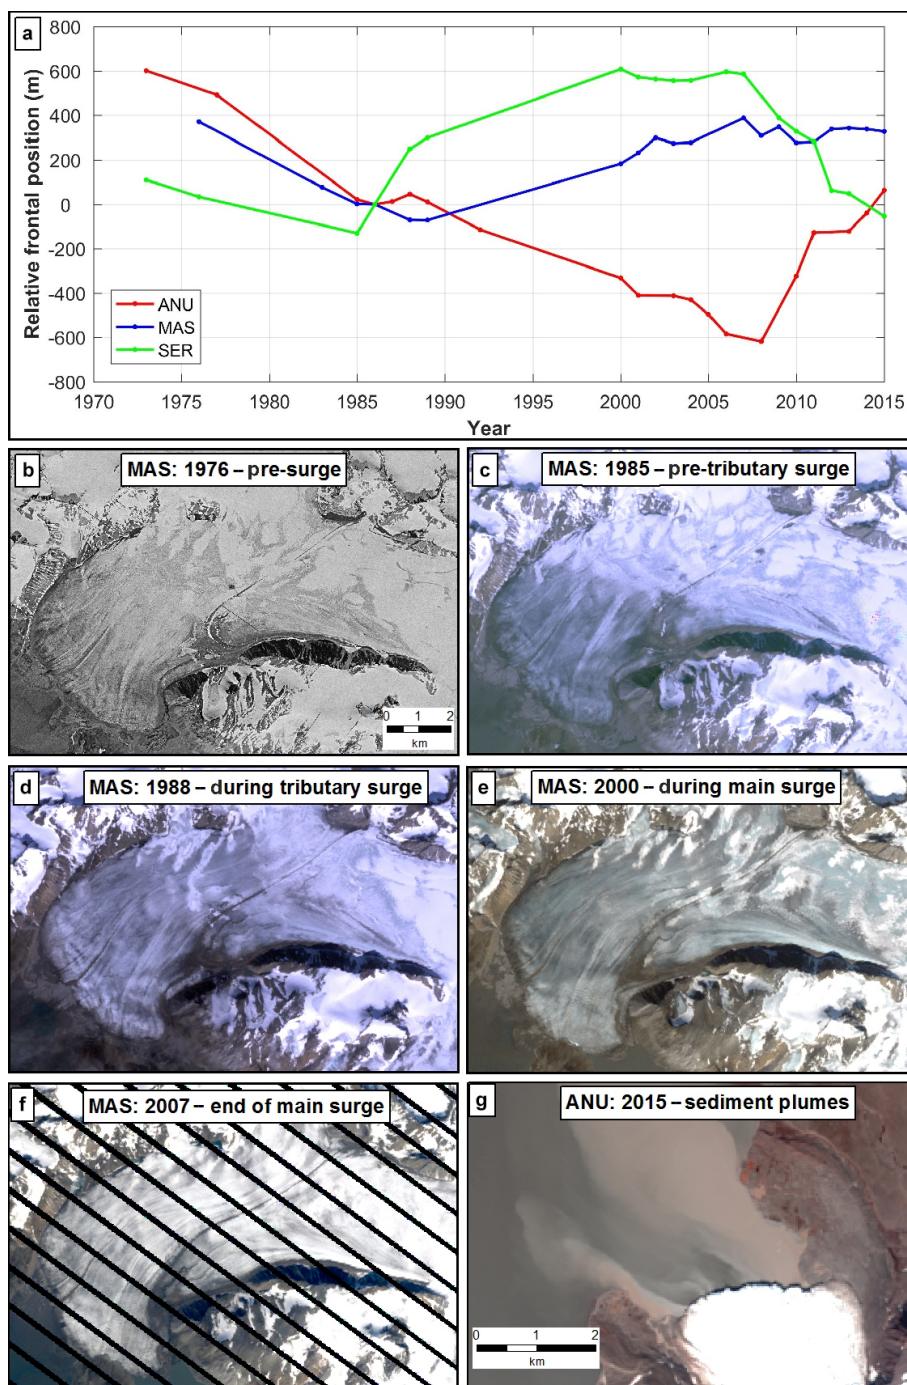 a
800
600
400
200
0
-200
-400
-600
-800
Relative frontal position (m)
ANU
MAS
SER
1970 1975 1980 1985 1990 1995 2000 2005 2010 2015
Year
b MAS: 1976 – pre-surge
0 1 2
km
c MAS: 1985 – pre-tributary surge
d MAS: 1988 – during tributary surge
e MAS: 2000 – during main surge
f MAS: 2007 – end of main surge
g ANU: 2015 – sediment plumes
0 1 2
km